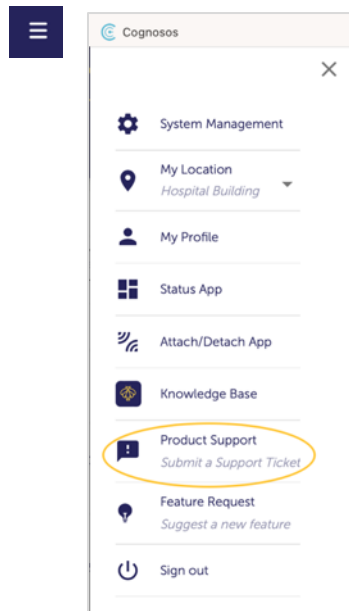 Cognosos
System Management
My Location
Hospital Building
My Profile
Status App
Attach/Detach App
Knowledge Base
Product Support
Submit a Support Ticket
Feature Request
Suggest a new feature
Sign out